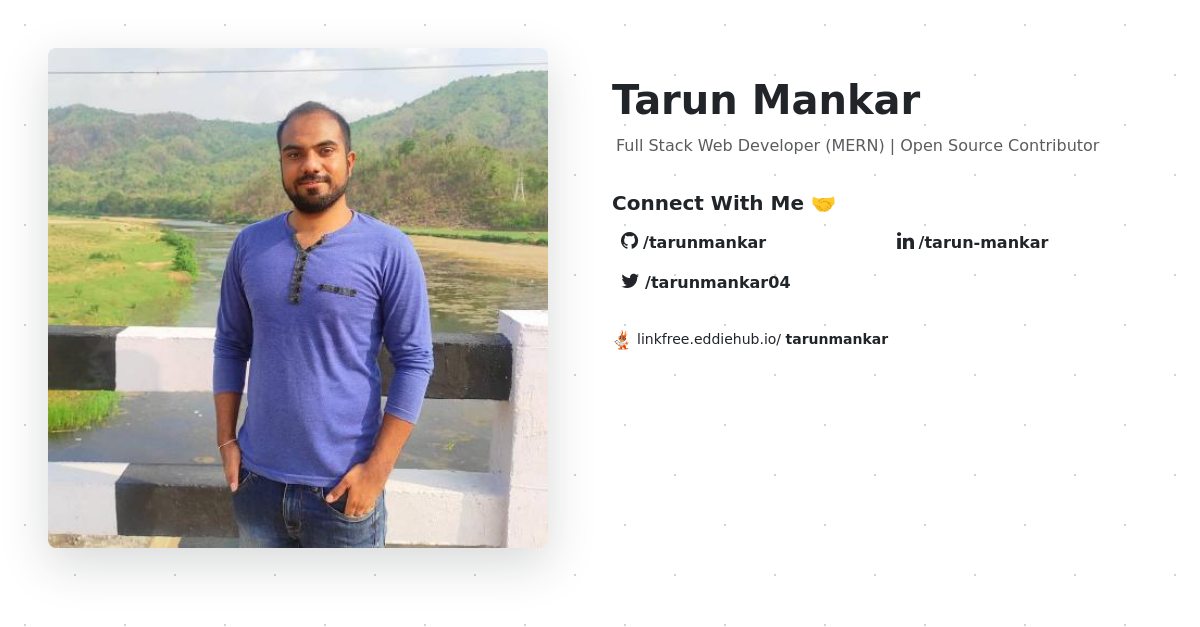 Tarun Mankar
Full Stack Web Developer (MERN) | Open Source Contributor
Connect With Me 🤝
/tarunmankar
/tarun-mankar
/tarunmankar04
linkfree.eddiehub.io/ tarunmankar